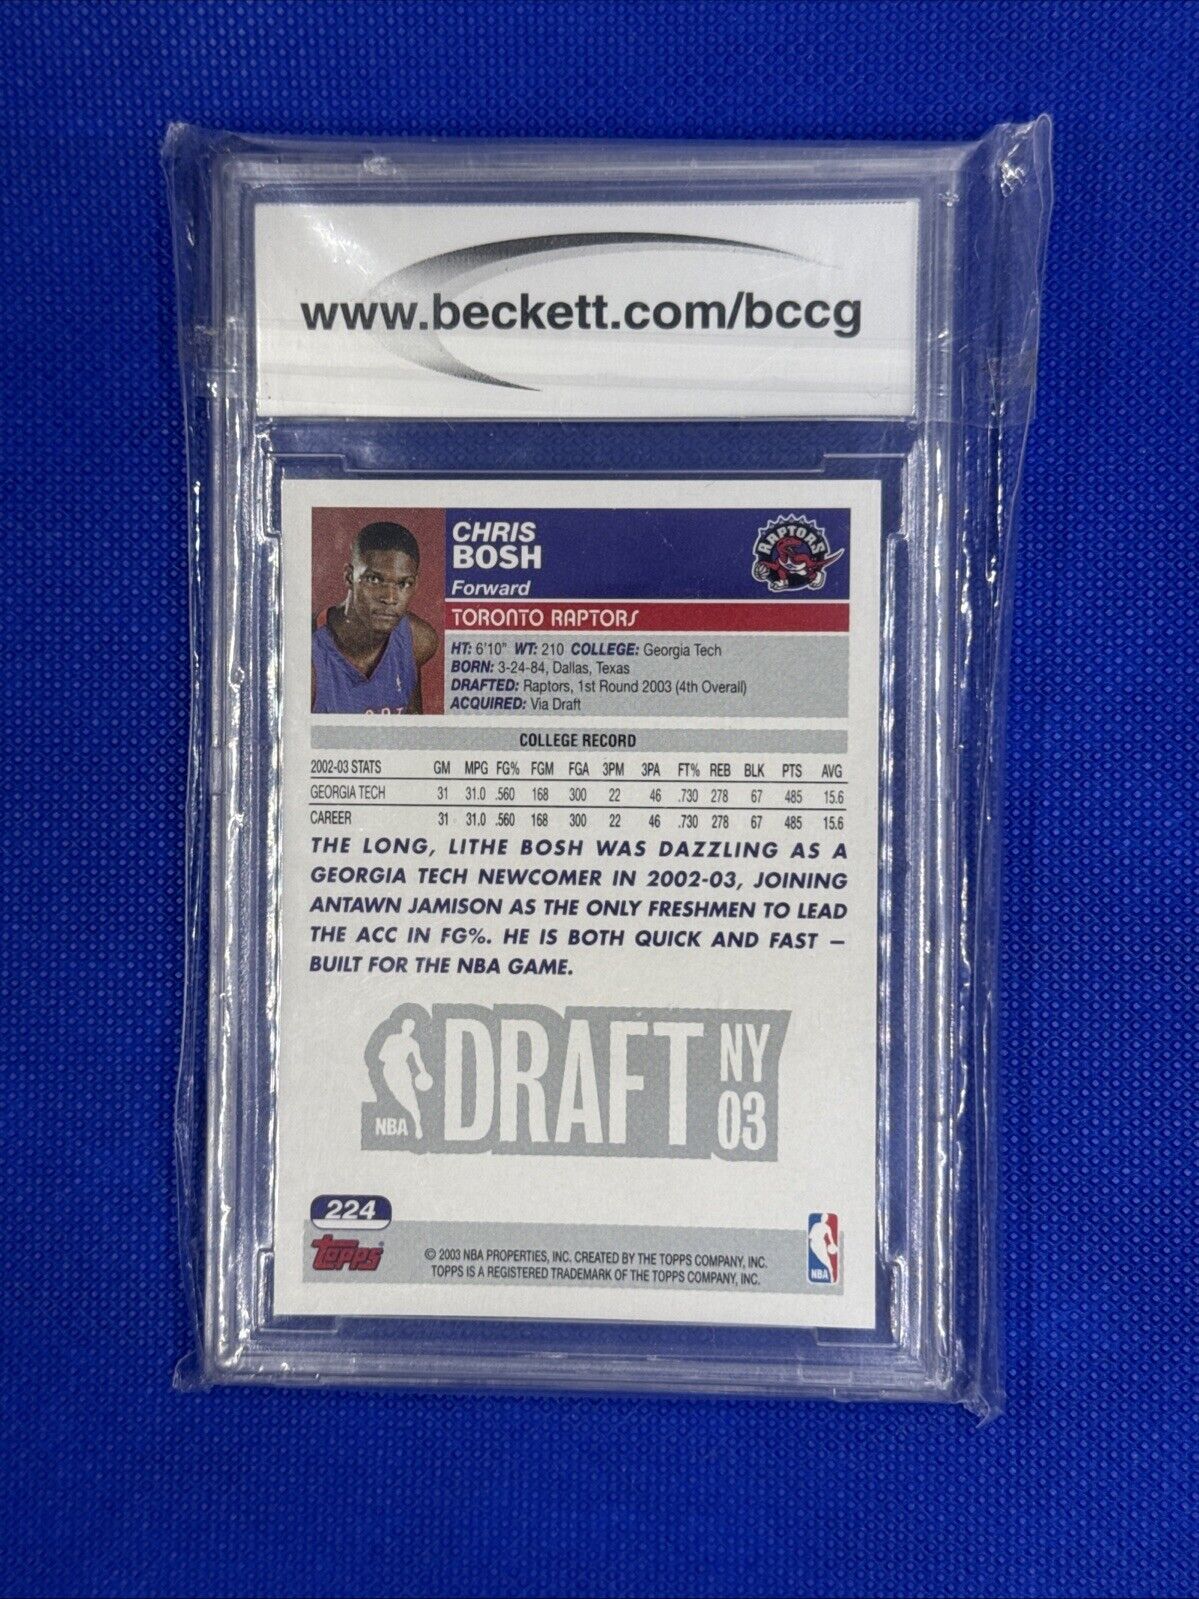 www.beckett.com/bccg
CHRIS
BOSH
Forward
RAPTORS
TORONTO RAPTORS
HT: 6'10" WT: 210 COLLEGE: Georgia Tech
BORN: 3-24-84, Dallas, Texas
DRAFTED: Raptors, 1st Round 2003 (4th Overall)
ACQUIRED: Via Draft
COLLEGE RECORD
2002-03 STATS GM MPG FG% FGM FGA 3PM 3PA FT% REB BLK PTS AVG
GEORGIA TECH 31 31.0 .560 168 300 22 46 .730 278 67 485 15.6
CAREER 31 31.0 .560 168 300 22 46 .730 278 67 485 15.6
THE LONG, LITHE BOSH WAS DAZZLING AS A
GEORGIA TECH NEWCOMER IN 2002-03, JOINING
ANTAWN JAMISON AS THE ONLY FRESHMEN TO LEAD
THE ACC IN FG%. HE IS BOTH QUICK AND FAST –
BUILT FOR THE NBA GAME.
NBA DRAFT NY
03
224
Topps
© 2003 NBA PROPERTIES, INC. CREATED BY THE TOPPS COMPANY, INC.
TOPPS IS A REGISTERED TRADEMARK OF THE TOPPS COMPANY, INC.
NBA